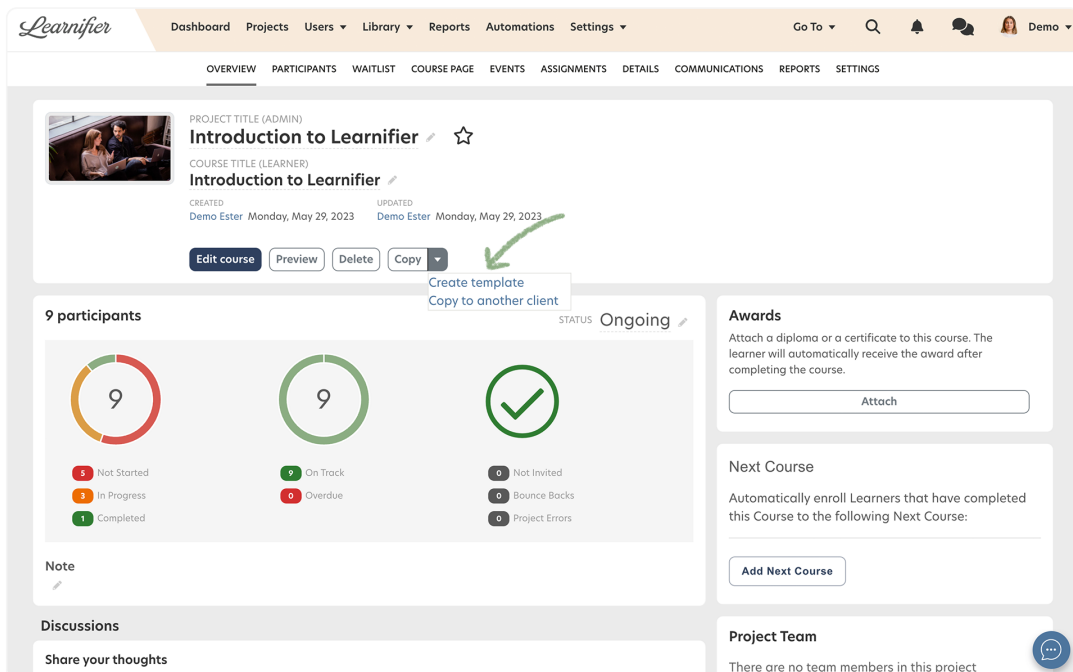 Learnifier
Dashboard Projects Users Library Reports Automations Settings Go To Demo
OVERVIEW PARTICIPANTS WAITLIST COURSE PAGE EVENTS ASSIGNMENTS DETAILS COMMUNICATIONS REPORTS SETTINGS
PROJECT TITLE (ADMIN)
Introduction to Learnifier
COURSE TITLE (LEARNER)
Introduction to Learnifier
CREATED UPDATED
Demo Ester Monday, May 29, 2023 Demo Ester Monday, May 29, 2023
Edit course Preview Delete Copy
Create template
Copy to another client
9 participants
STATUS Ongoing
9 9
5 Not Started 9 On Track 0 Not Invited
3 In Progress 0 Overdue 0 Bounce Backs
1 Completed 0 Project Errors
Note
Discussions
Share your thoughts
Awards
Attach a diploma or a certificate to this course. The
learner will automatically receive the award after
completing the course.
Attach
Next Course
Automatically enroll Learners that have completed
this Course to the following Next Course:
Add Next Course
Project Team
There are no team members in this project